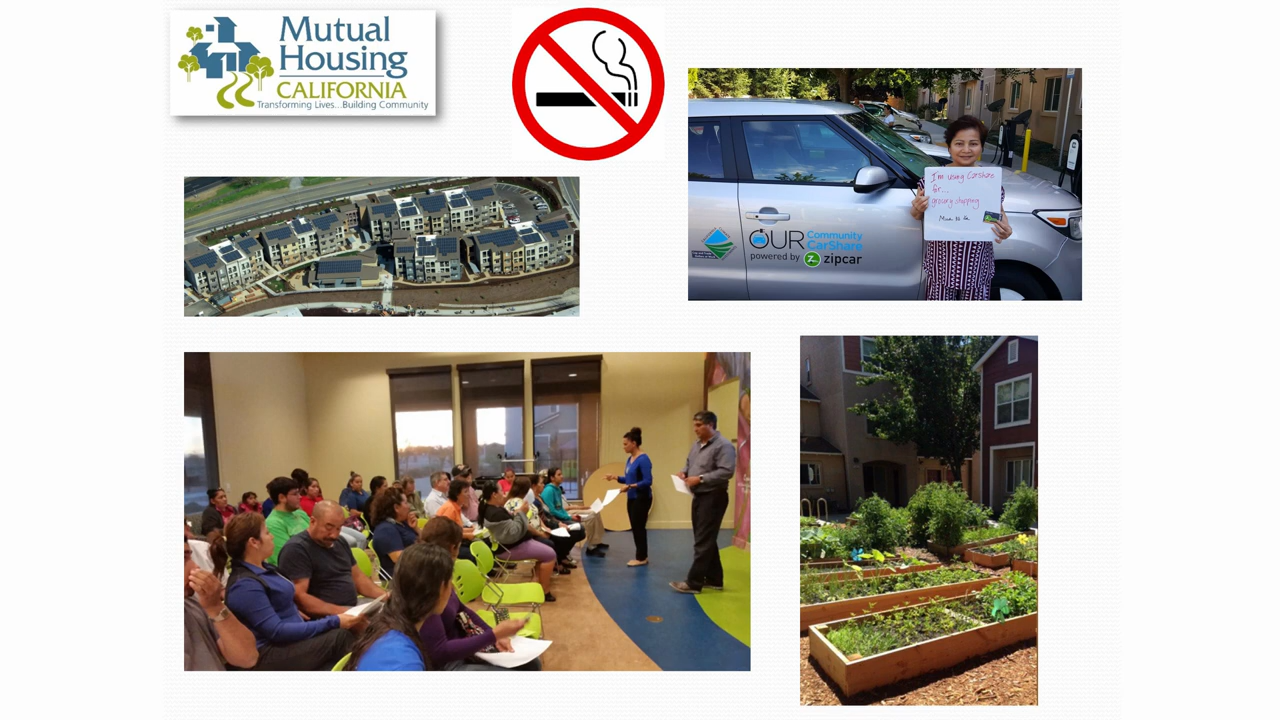 Mutual
Housing
CALIFORNIA
Transforming Lives...Building Community
I'm using Carshare
for...
grocery shopping
OUR Community
CarShare
powered by zipcar